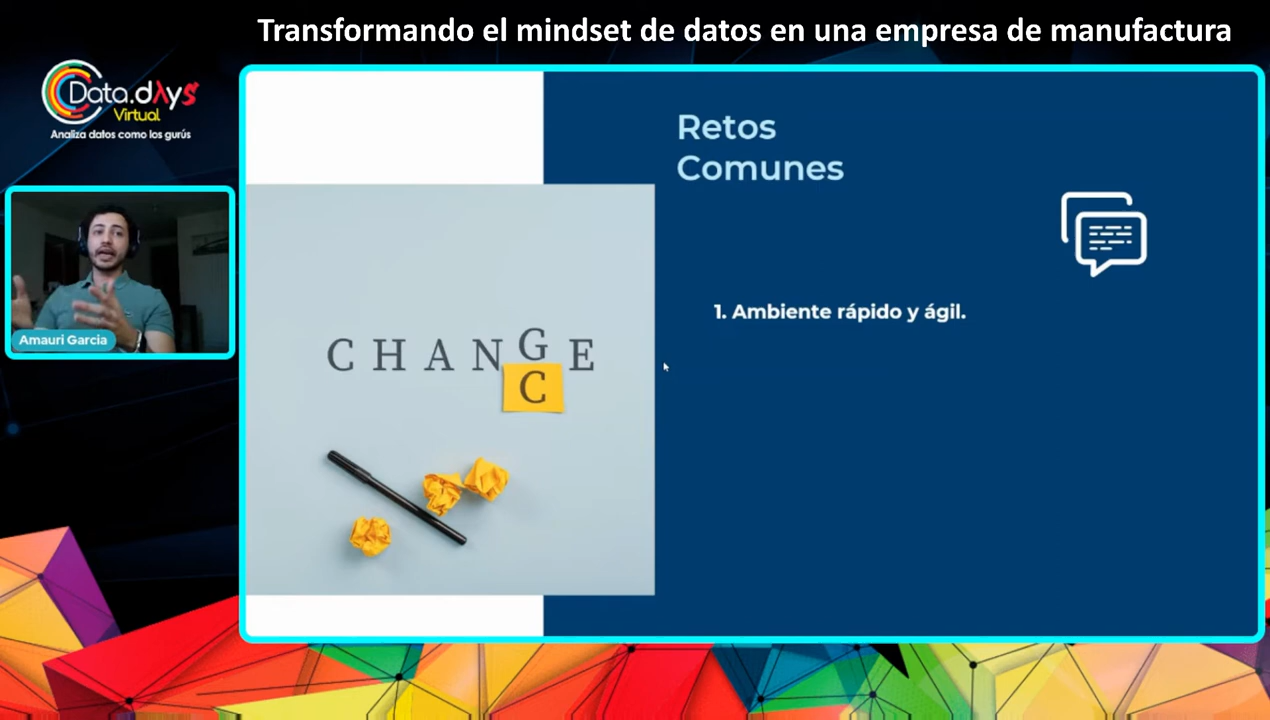 Transformando el mindset de datos en una empresa de manufactura
Data.dAys
Virtual
Analiza datos como los gurús
Amauri Garcia
Retos
Comunes
1. Ambiente rápido y ágil.
CHANGE
C